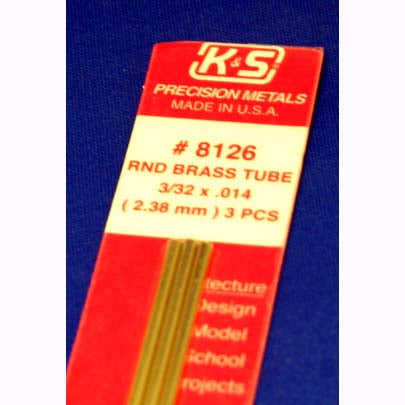 K&S
PRECISION METALS
MADE IN U.S.A.
# 8126
RND BRASS TUBE
3/32 x .014
( 2.38 mm ) 3 PCS
tecture
Design
Model
School
rojects